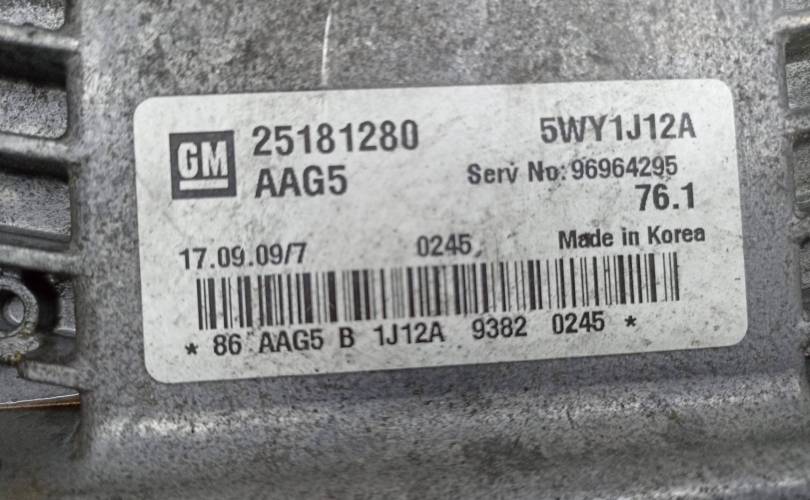 GM 25181280 5WY1J12A
AAG5 Serv No: 96964295
76.1
17.09.09/7 0245 Made in Korea
* 86 AAG5 B 1J12A 9382 0245 *